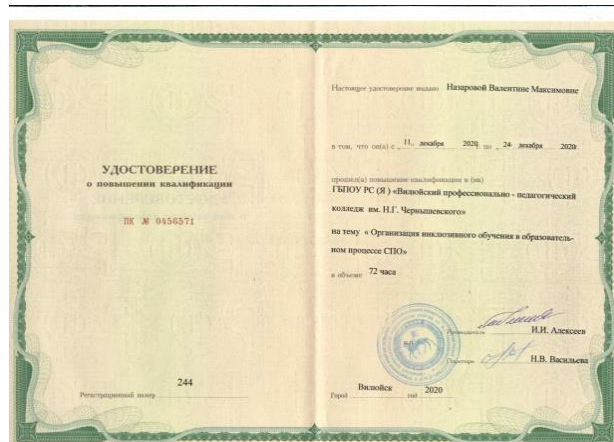 УДОСТОВЕРЕНИЕ
о повышении квалификации
ПК № 0456571
244
Регистрационный номер
Настоящее удостоверение выдано Назаровой Валентине Максимовне
в том, что он(а) с 11. декабря 2020 по 24 декабря 2020
прошел(а) повышение квалификации в (на)
ГБПОУ РС (Я ) «Вилюйский профессионально - педагогический
колледж им. Н.Г. Чернышевского»
на тему « Организация инклюзивного обучения в образователь-
ном процессе СПО»
в объеме 72 часа
Руководитель И.И. Алексеев
Секретарь Н.В. Васильева
Вилюйск 2020
Город год